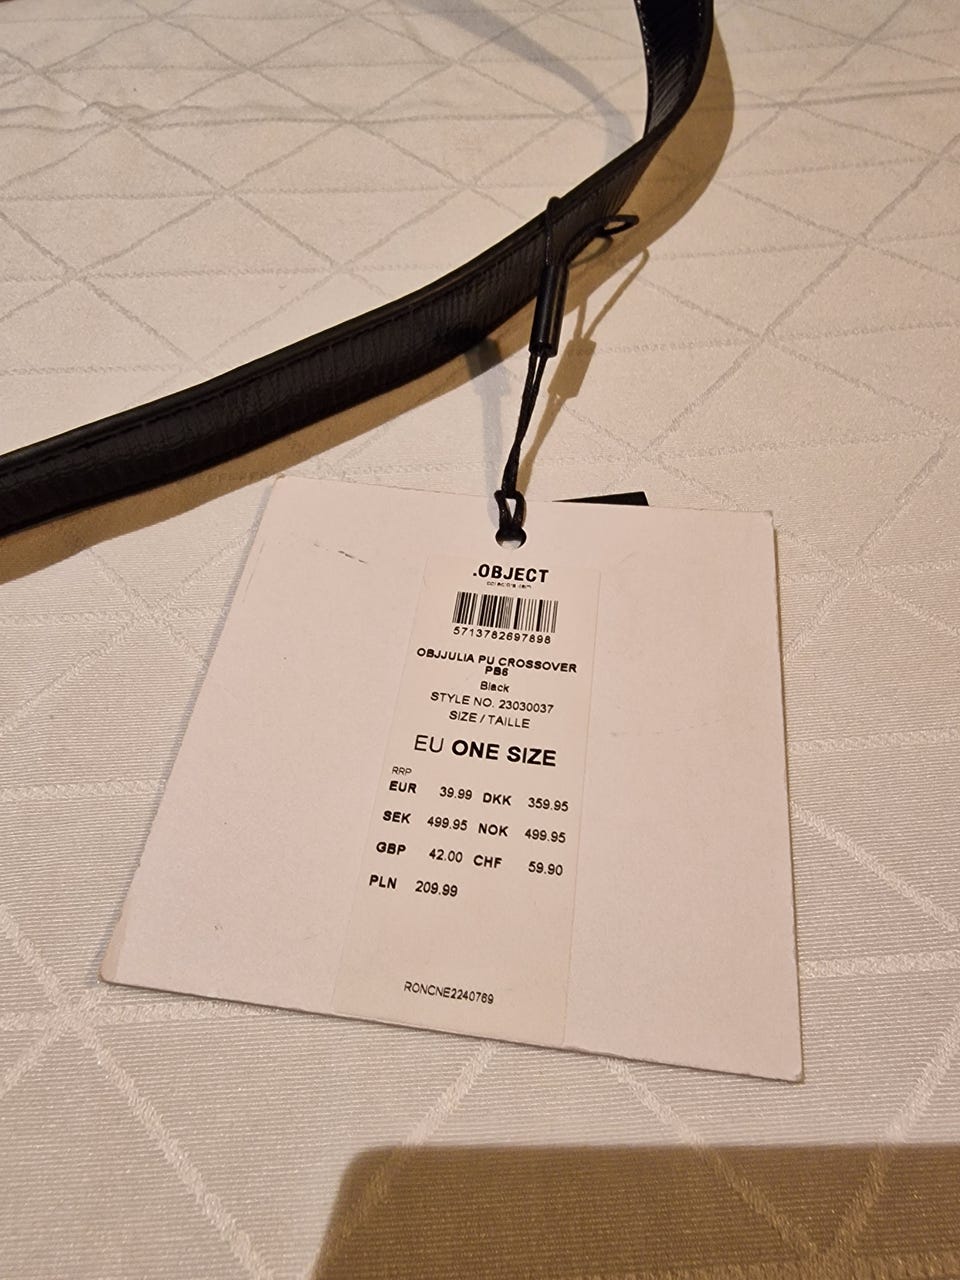 .OBJECT
collectors item
5713782697898
OBJJULIA PU CROSSOVER
PB6
Black
STYLE NO. 23030037
SIZE / TAILLE
EU ONE SIZE
RRP
EUR 39.99 DKK 359.95
SEK 499.95 NOK 499.95
GBP 42.00 CHF 59.90
PLN 209.99
RONCNE2240769